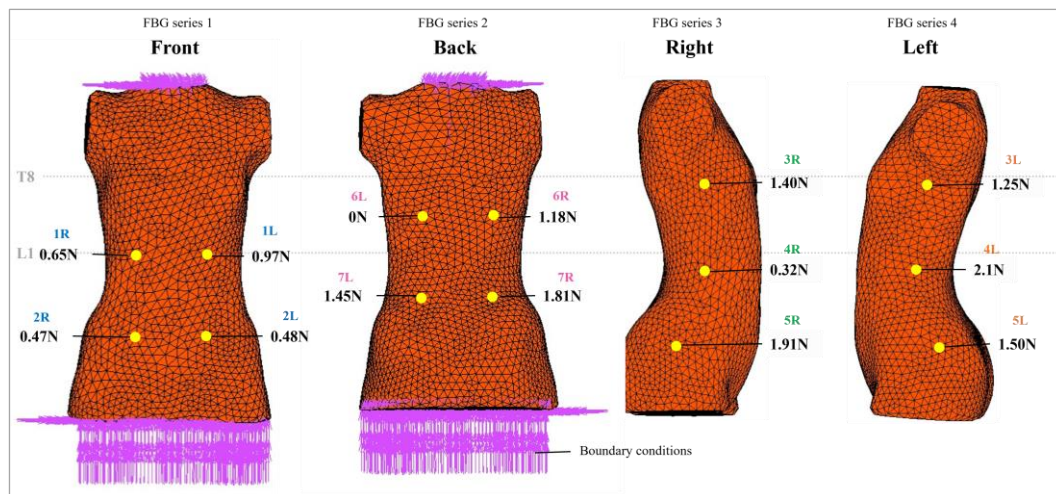 FBG series 1
Front
FBG series 2
Back
FBG series 3
Right
FBG series 4
Left
T8
L1
1R
0.65N
1L
0.97N
2R
0.47N
2L
0.48N
6L
0N
6R
1.18N
7L
1.45N
7R
1.81N
3R
1.40N
4R
0.32N
5R
1.91N
3L
1.25N
4L
2.1N
5L
1.50N
Boundary conditions